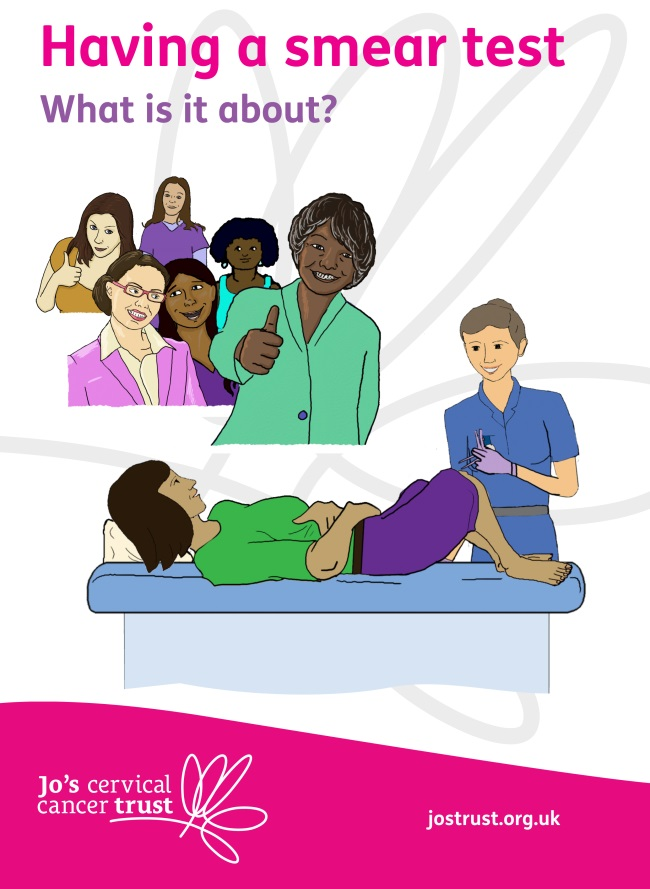 Having a smear test
What is it about?
Jo's cervical
cancer trust
jostrust.org.uk